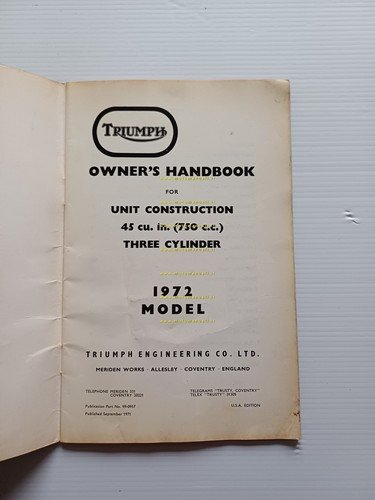 TRIUMPH
OWNER'S HANDBOOK
FOR
UNIT CONSTRUCTION
45 cu. in. (750 c.c.)
THREE CYLINDER
1972
MODEL
TRIUMPH ENGINEERING CO. LTD.
MERIDEN WORKS · ALLESLEY · COVENTRY · ENGLAND
TELEPHONE MERIDEN 331
COVENTRY 20221
TELEGRAMS "TRUSTY, COVENTRY"
TELEX "TRUSTY" 31305
Publication Part No. 99-0957
U.S.A. EDITION
Published September 1971